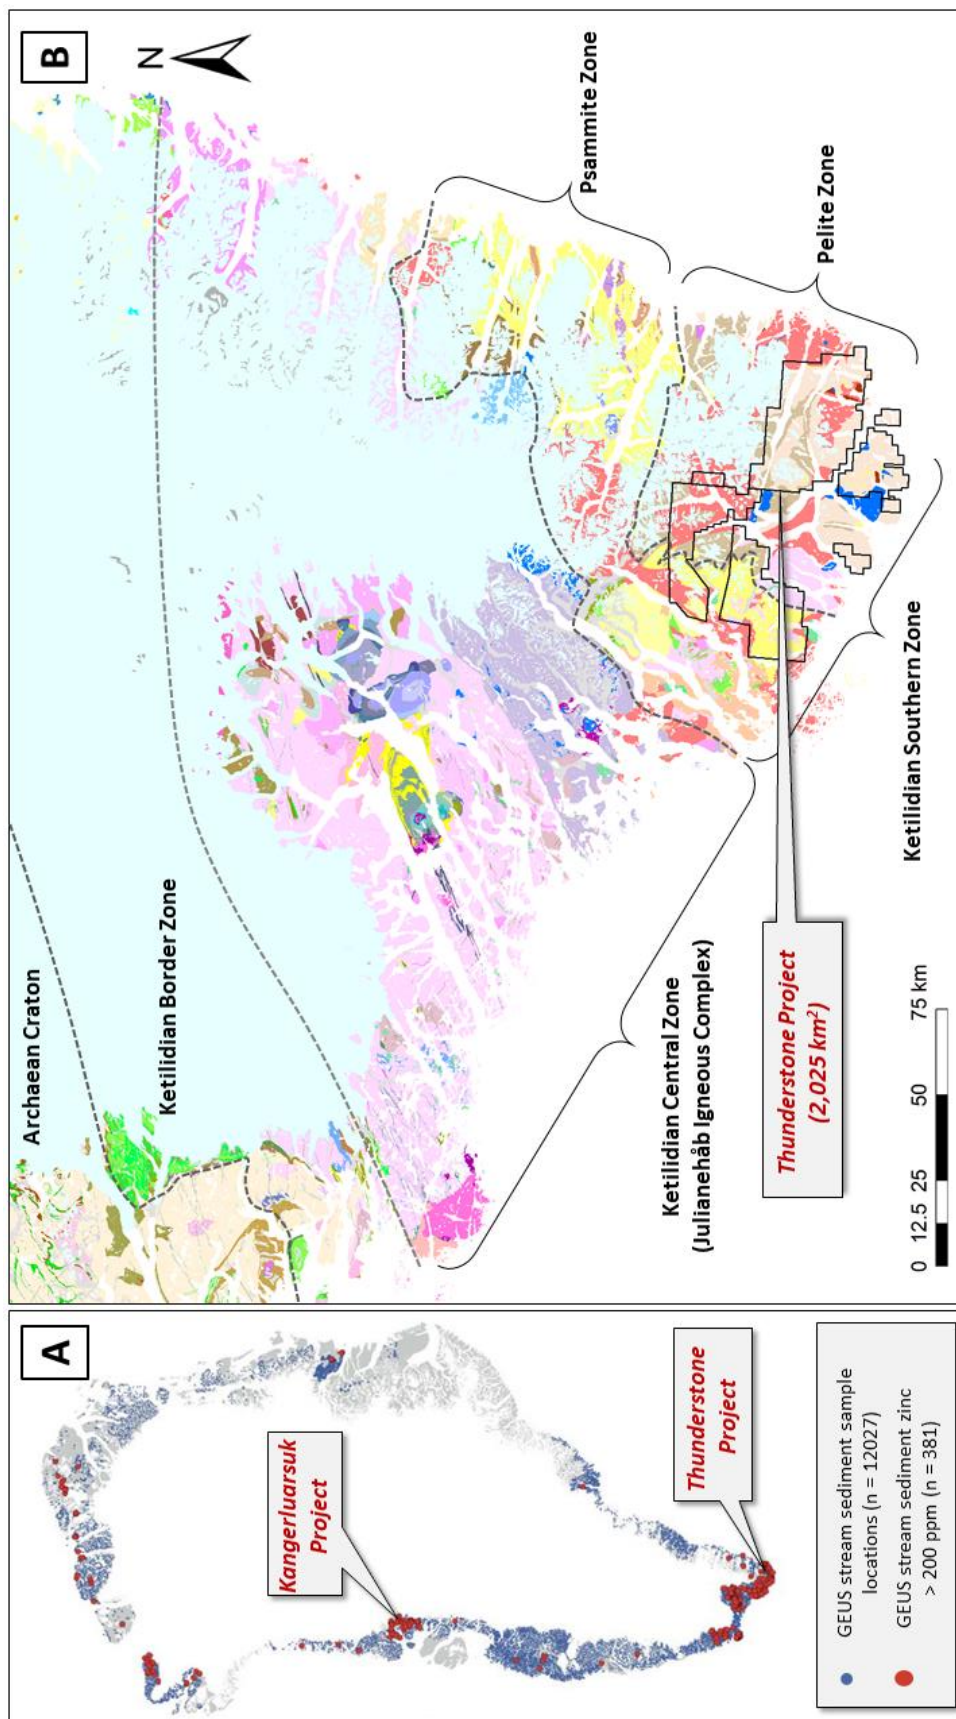 A
Kangerluarsuk
Project
Thunderstone
Project
GEUS stream sediment sample
locations (n = 12027)
GEUS stream sediment zinc
> 200 ppm (n = 381)
B
N
Archaean Craton
Ketilidian Border Zone
Psammite Zone
Pelite Zone
Ketilidian Central Zone
(Julianehåb Igneous Complex)
Ketilidian Southern Zone
Thunderstone Project
(2,025 km²)
0 12.5 25 50 75 km